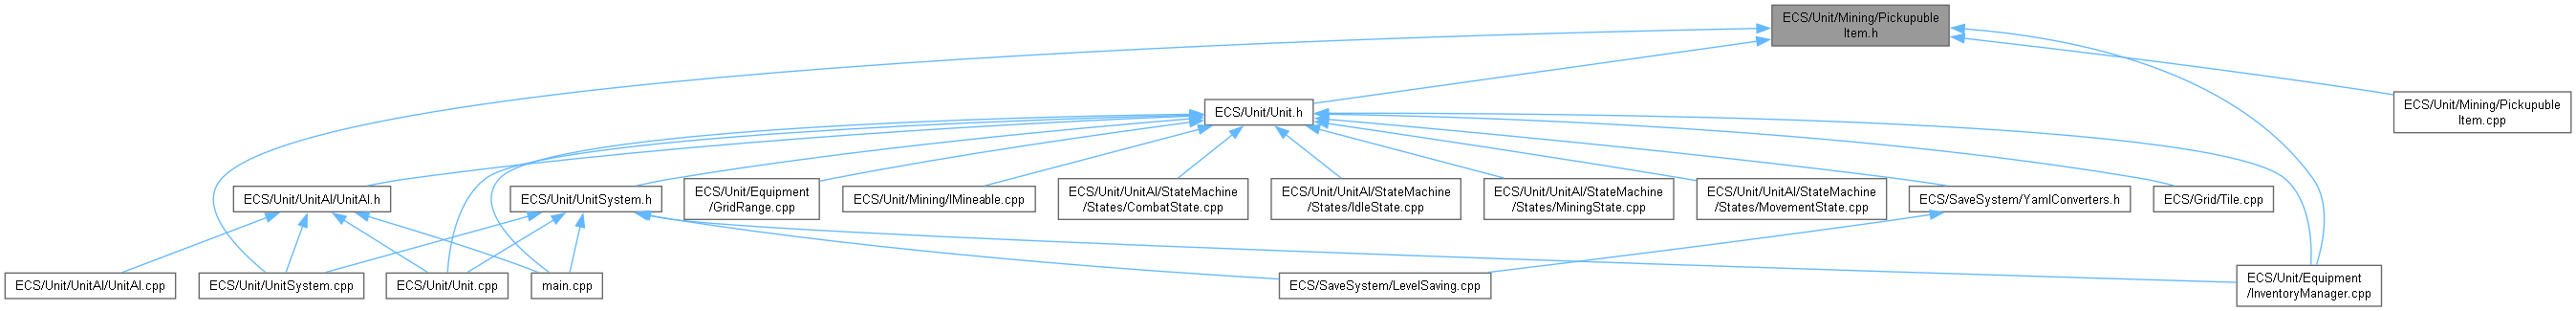 ECS/Unit/Mining/Pickupuble
Item.h
ECS/Unit/Unit.h
ECS/Unit/Mining/Pickupuble
Item.cpp
ECS/Unit/UnitAI/UnitAI.h
ECS/Unit/UnitSystem.h
ECS/Unit/Equipment
/GridRange.cpp
ECS/Unit/Mining/IMineable.cpp
ECS/Unit/UnitAI/StateMachine
/States/CombatState.cpp
ECS/Unit/UnitAI/StateMachine
/States/IdleState.cpp
ECS/Unit/UnitAI/StateMachine
/States/MiningState.cpp
ECS/Unit/UnitAI/StateMachine
/States/MovementState.cpp
ECS/SaveSystem/YamlConverters.h
ECS/Grid/Tile.cpp
ECS/Unit/UnitAI/UnitAI.cpp
ECS/Unit/UnitSystem.cpp
ECS/Unit/Unit.cpp
main.cpp
ECS/SaveSystem/LevelSaving.cpp
ECS/Unit/Equipment
/InventoryManager.cpp